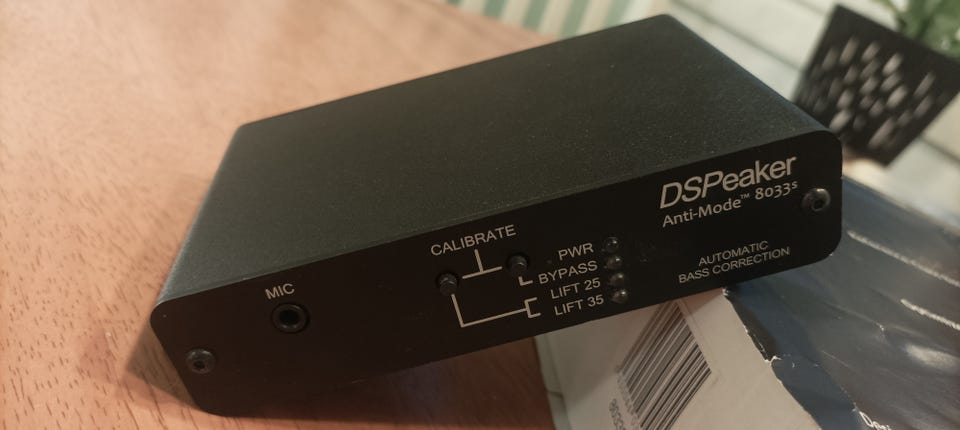 DSPeaker
Anti-Mode™ 8033s
CALIBRATE
MIC
PWR
BYPASS
LIFT 25
LIFT 35
AUTOMATIC
BASS CORRECTION